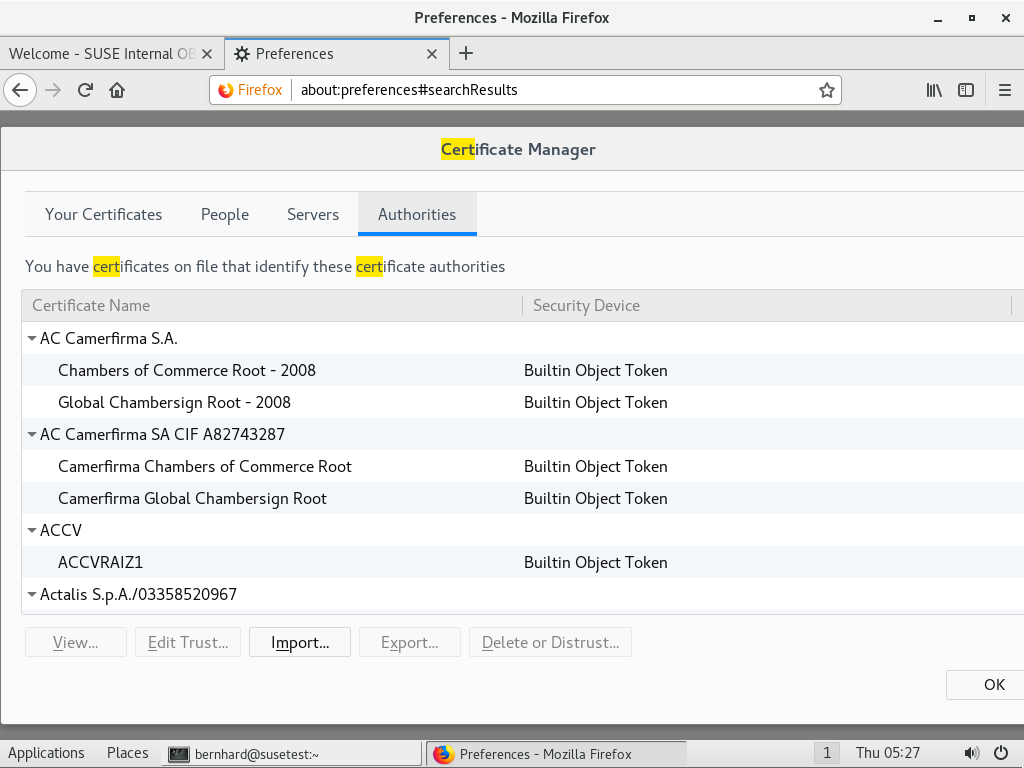 Preferences - Mozilla Firefox
Welcome - SUSE Internal OB
Preferences
Firefox
about:preferences#searchResults
Certificate Manager
Your Certificates People Servers Authorities
You have certificates on file that identify these certificate authorities
Certificate Name Security Device
AC Camerfirma S.A.
Chambers of Commerce Root - 2008 Builtin Object Token
Global Chambersign Root - 2008 Builtin Object Token
AC Camerfirma SA CIF A82743287
Camerfirma Chambers of Commerce Root Builtin Object Token
Camerfirma Global Chambersign Root Builtin Object Token
ACCV
ACCVRAIZ1 Builtin Object Token
Actalis S.p.A./03358520967
View... Edit Trust... Import... Export... Delete or Distrust...
OK
Applications Places bernhard@susetest:~ Preferences - Mozilla Firefox 1 Thu 05:27